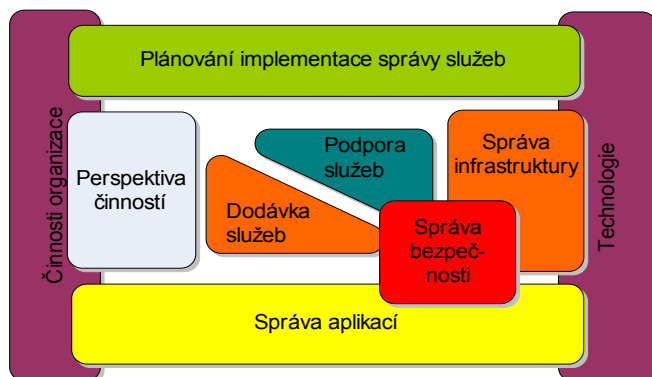 Plánování implementace správy služeb
Činnosti organizace
Perspektiva
činností
Podpora
služeb
Dodávka
služeb
Správa
infrastruktury
Správa
bezpeč-
nosti
Technologie
Správa aplikací